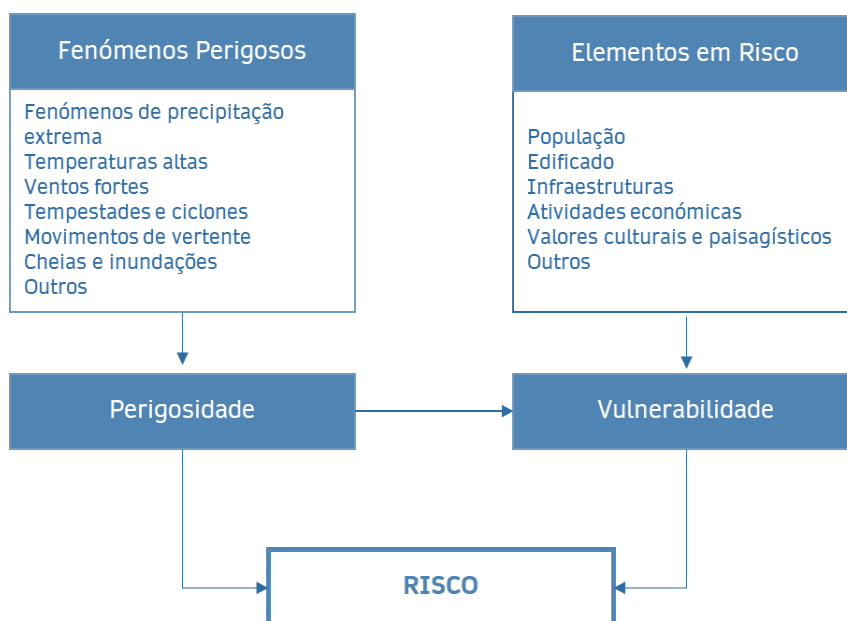 Fenómenos Perigosos
Fenómenos de precipitação
extrema
Temperaturas altas
Ventos fortes
Tempestades e ciclones
Movimentos de vertente
Cheias e inundações
Outros
Elementos em Risco
População
Edificado
Infraestruturas
Atividades económicas
Valores culturais e paisagísticos
Outros
Perigosidade
Vulnerabilidade
RISCO